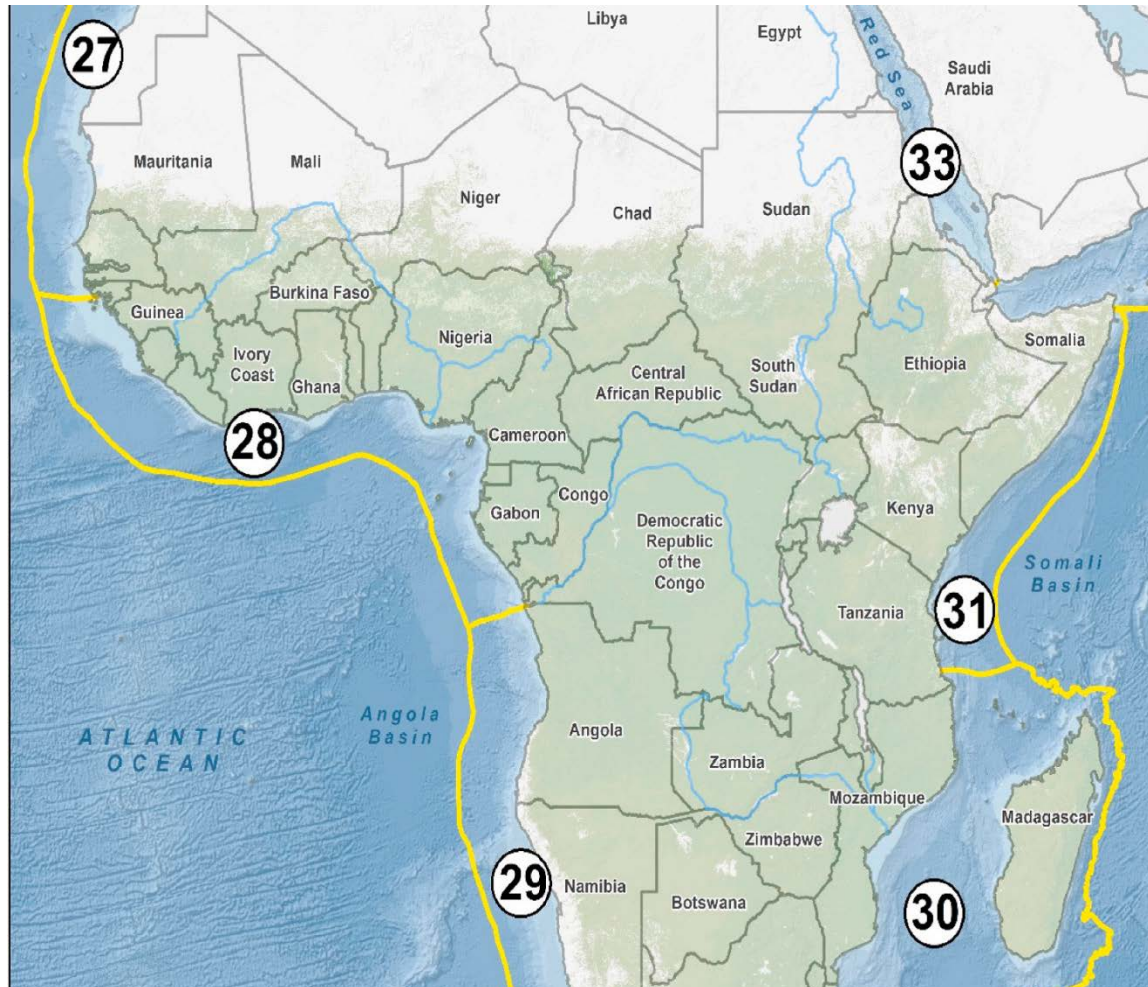 Libya
Egypt
27
Red Sea
Saudi
Arabia
33
Mauritania
Mali
Niger
Chad
Sudan
Guinea
Burkina Faso
Nigeria
Ivory
Coast
Ghana
Somalia
Ethiopia
South
Sudan
Central
African Republic
28
Cameroon
Gabon
Congo
Kenya
Democratic
Republic
of the
Congo
Somali
Basin
31
Tanzania
ATLANTIC
OCEAN
Angola
Basin
Angola
Zambia
Mozambique
Madagascar
Zimbabwe
29
Namibia
Botswana
30